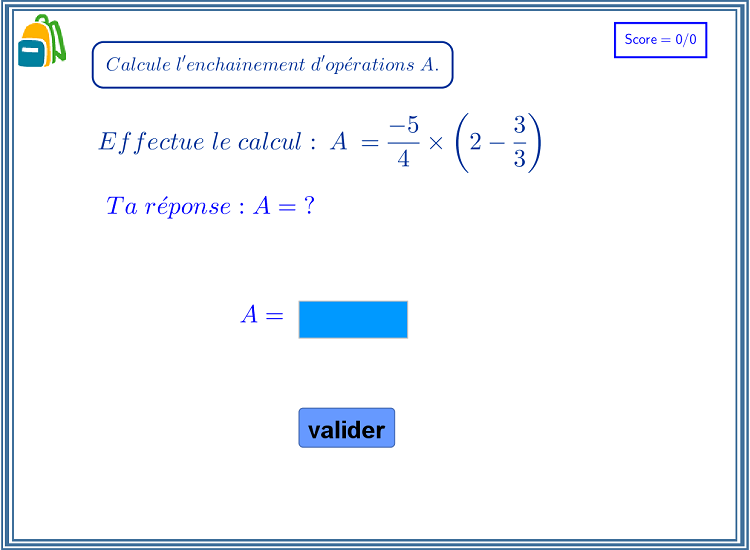 Score = 0/0
Calcule l'enchainement d'opérations A.
Effectue le calcul : A = \frac{-5}{4} × \left(2 - \frac{3}{3}\right)
Ta réponse : A = ?
A =
valider